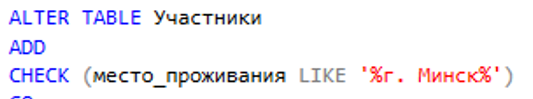 ALTER TABLE Участники
ADD
CHECK (место_проживания LIKE '%г. Минск%')